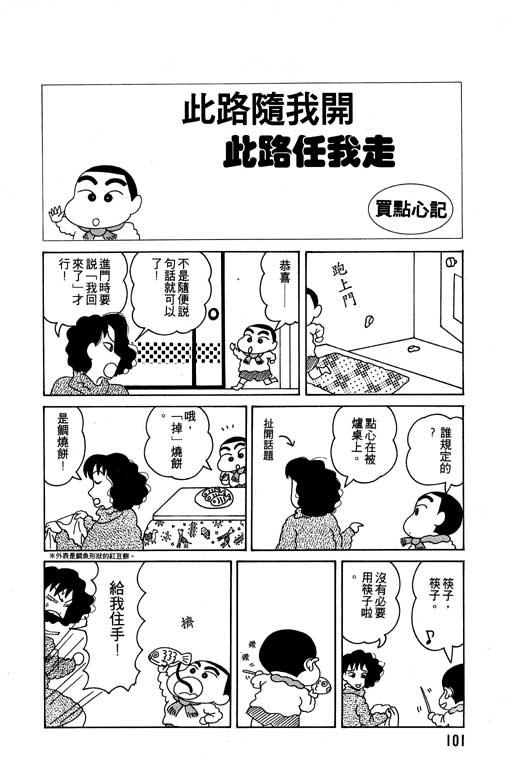 此路隨我開
此路任我走
買點心記
跑上門
恭喜──
不是隨便說
句話就可以
了！
進門時要
說「我回
來了」才
行！
誰規定的
？
點心在被
爐桌上。
扯開話題
哦，
「掉」燒餅
。
是鯛燒餅！
※外表是鯛魚形狀的紅豆餅。
筷子，
筷子。♪
沒有必要
用筷子啦
。
給我住手！
101